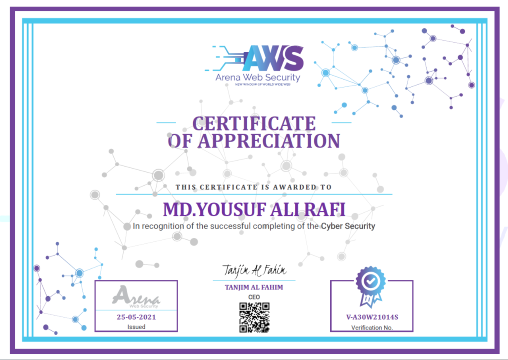 AWS
Arena Web Security
NEW WISDOM OF WORLD WIDE WEB
CERTIFICATE
OF APPRECIATION
THIS CERTIFICATE IS AWARDED TO
MD.YOUSUF ALI RAFI
In recognition of the successful completing of the Cyber Security
Tanjim Al Fahim
TANJIM AL FAHIM
CEO
Arena
Web Security
25-05-2021
Issued
V-A30W21014S
Verification No.